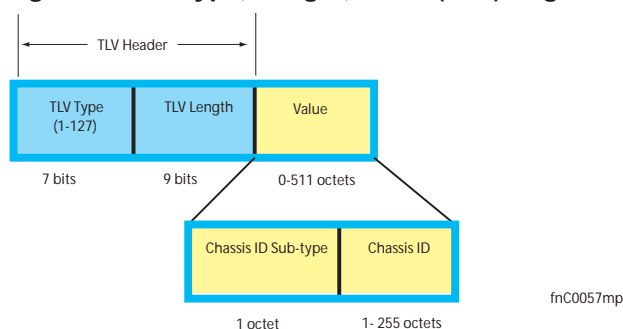 TLV Header
TLV Type
(1-127)
TLV Length
Value
7 bits
9 bits
0-511 octets
Chassis ID Sub-type
Chassis ID
fnC0057mp
1 octet
1- 255 octets